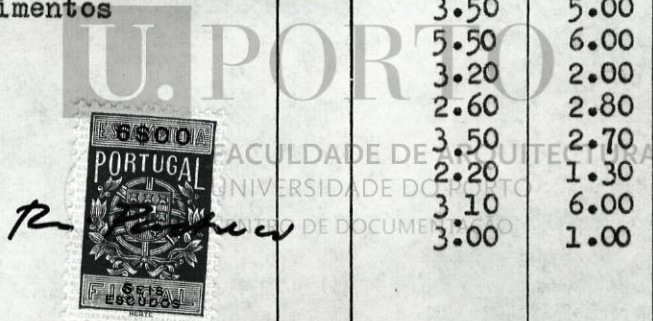 imentos 3.50 5.00
5.50 6.00
3.20 2.00
2.60 2.80
3.50 2.70
2.20 1.30
3.10 6.00
3.00 1.00
U. PORTO
FACULDADE DE ARQUITECTURA
UNIVERSIDADE DO PORTO
CENTRO DE DOCUMENTAÇÃO
6$00
PORTUGAL
SEIS
ESCUDOS
FISCAL